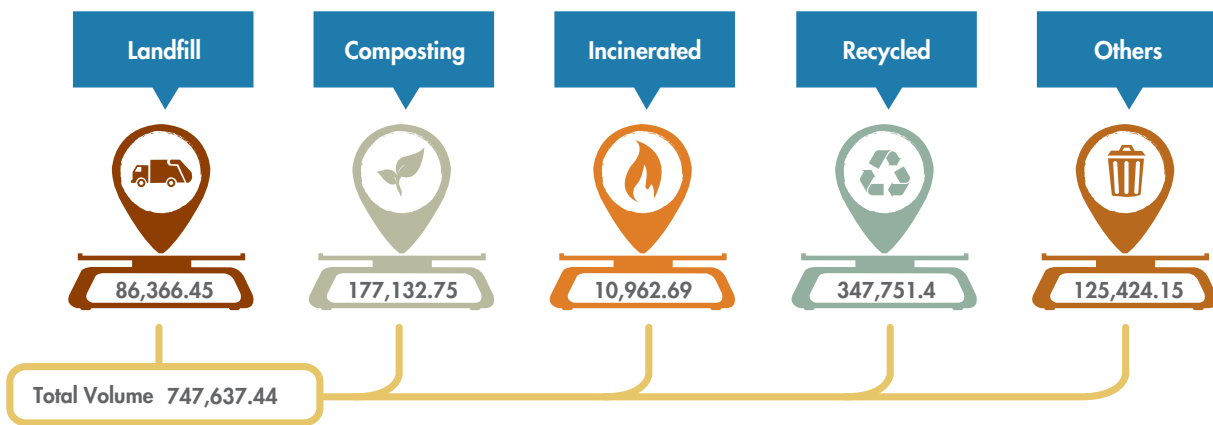 Landfill
Composting
Incinerated
Recycled
Others
86,366.45
177,132.75
10,962.69
347,751.4
125,424.15
Total Volume 747,637.44